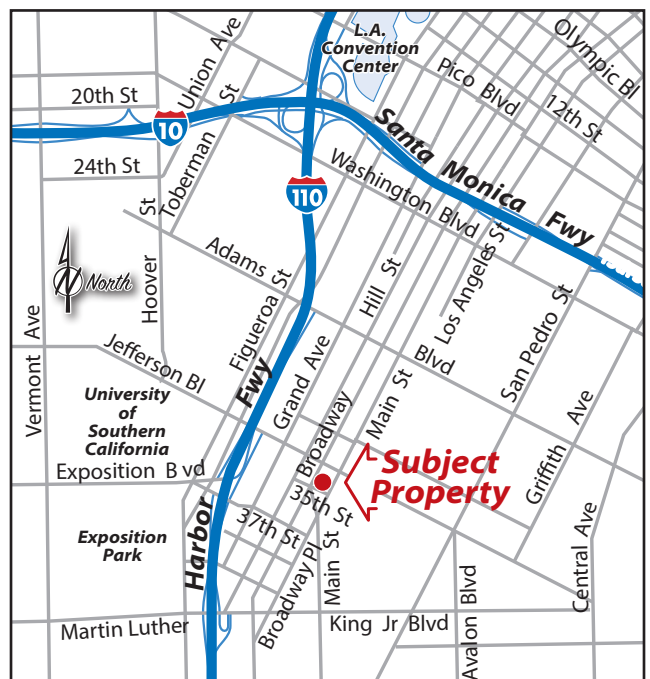 L.A.
Convention
Center
Olympic Bl
Union Ave
Pico Blvd
12th St
20th St
10
Santa Monica Fwy
24th St
Toberman St
Washington Blvd
110
Hoover St
North
Adams Blvd
Hill St
Los Angeles St
San Pedro St
Vermont Ave
Figueroa St
Jefferson Bl
Harbor Fwy
Grand Ave
Main St
Broadway
University
of
Southern
California
Griffith Ave
Subject
Property
Exposition B vd
35th St
37th St
Exposition
Park
Central Ave
Main St
Broadway Pl
Avalon Blvd
Martin Luther King Jr Blvd